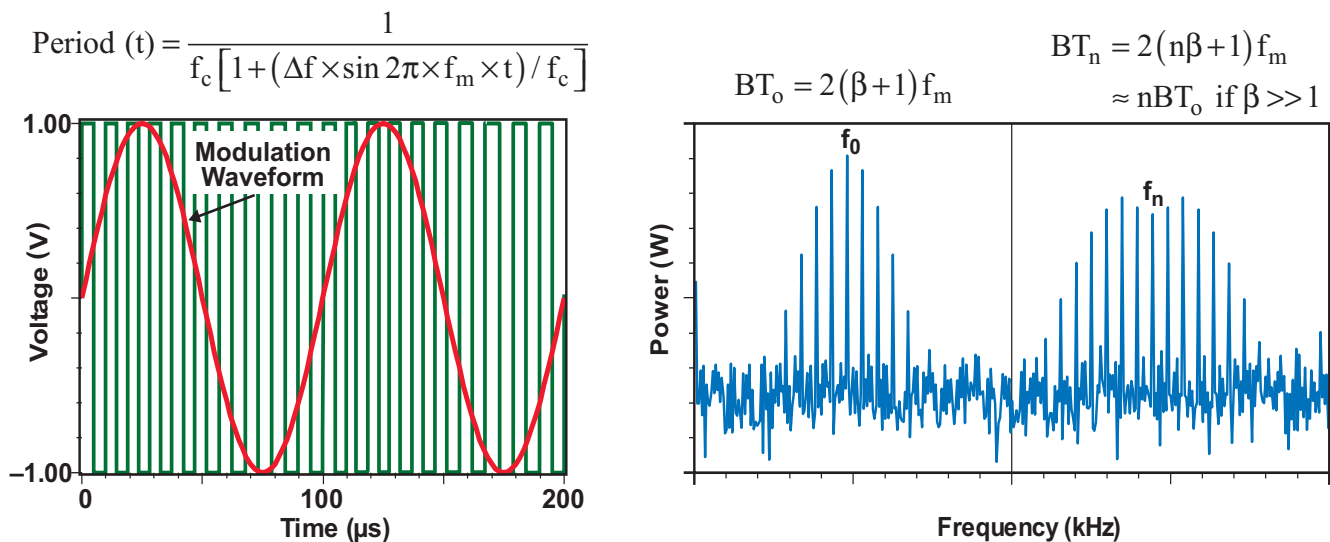 Period (t) = 1 / f_c [1 + (Δf × sin 2π × f_m × t) / f_c]
1.00
Modulation
Waveform
Voltage (V)
–1.00
0
100
200
Time (µs)
BT_o = 2(β+1)f_m
BT_n = 2(nβ+1)f_m
≈ nBT_o if β >> 1
f_0
f_n
Power (W)
Frequency (kHz)